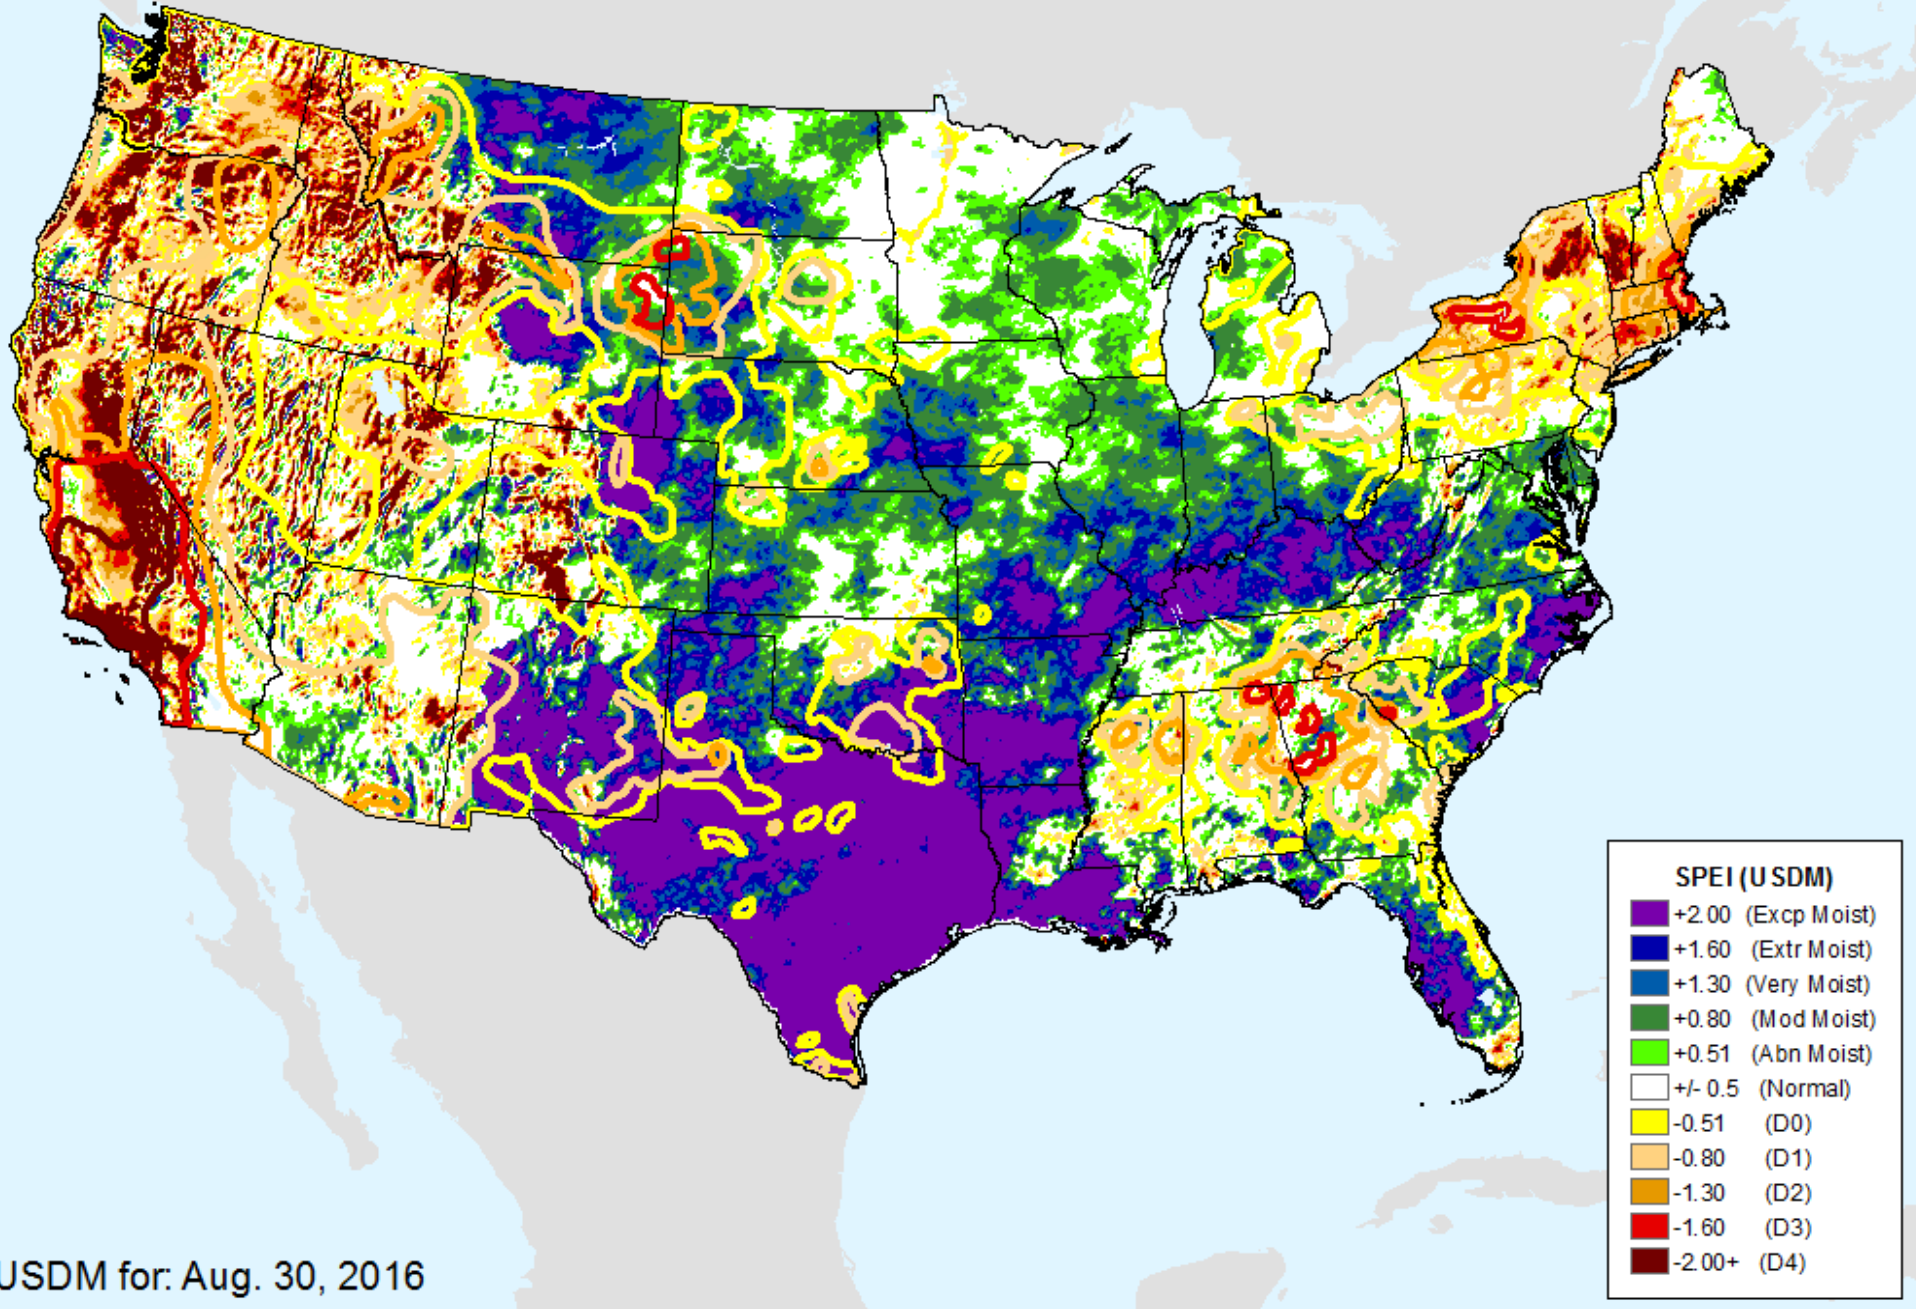 SPEI (USDM)
+2.00 (Excp Moist)
+1.60 (Extr Moist)
+1.30 (Very Moist)
+0.80 (Mod Moist)
+0.51 (Abn Moist)
+/- 0.5 (Normal)
-0.51 (D0)
-0.80 (D1)
-1.30 (D2)
-1.60 (D3)
-2.00+ (D4)
USDM for: Aug. 30, 2016